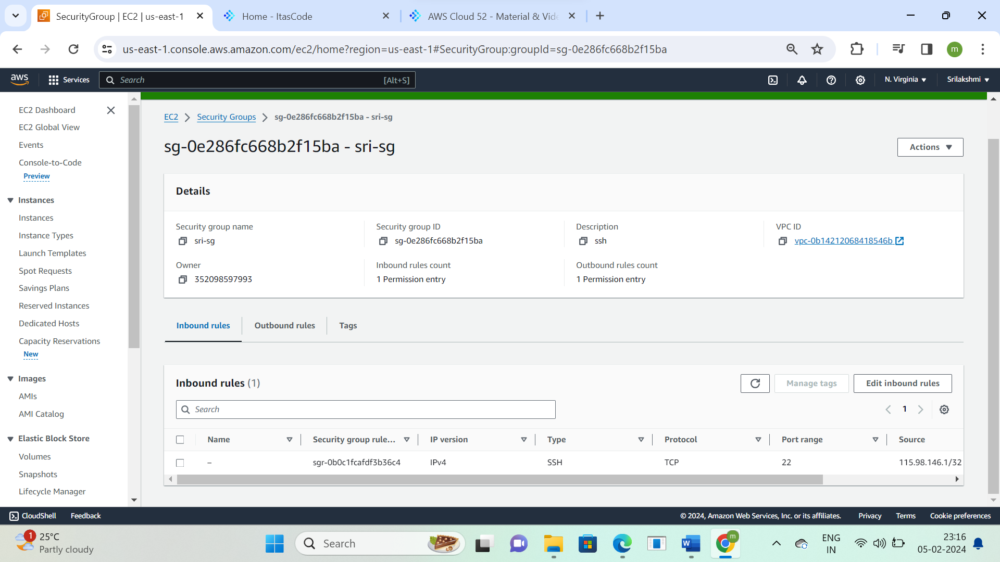 SecurityGroup | EC2 | us-east-1
Home - ItasCode
AWS Cloud 52 - Material & Vide
us-east-1.console.aws.amazon.com/ec2/home?region=us-east-1#SecurityGroup:groupId=sg-0e286fc668b2f15ba
m
aws
Services
Search
[Alt+S]
N. Virginia
Srilakshmi
EC2 Dashboard
EC2 Global View
Events
Console-to-Code
Preview
Instances
Instances
Instance Types
Launch Templates
Spot Requests
Savings Plans
Reserved Instances
Dedicated Hosts
Capacity Reservations
New
Images
AMIs
AMI Catalog
Elastic Block Store
Volumes
Snapshots
Lifecycle Manager
EC2 > Security Groups > sg-0e286fc668b2f15ba - sri-sg
sg-0e286fc668b2f15ba - sri-sg
Actions
Details
Security group name
sri-sg
Security group ID
sg-0e286fc668b2f15ba
Description
ssh
VPC ID
vpc-0b14212068418546b
Owner
352098597993
Inbound rules count
1 Permission entry
Outbound rules count
1 Permission entry
Inbound rules
Outbound rules
Tags
Inbound rules (1)
Manage tags
Edit inbound rules
Search
1
Name Security group rule... IP version Type Protocol Port range Source
– sgr-0b0c1fcafdf3b36c4 IPv4 SSH TCP 22 115.98.146.1/32
CloudShell
Feedback
© 2024, Amazon Web Services, Inc. or its affiliates.
Privacy
Terms
Cookie preferences
1
25°C
Partly cloudy
Search
W
m
ENG
IN
23:16
05-02-2024